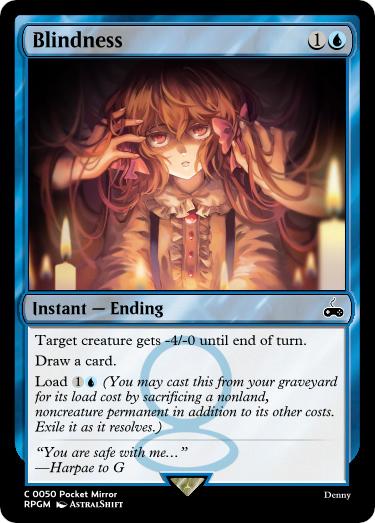 Blindness 1
Instant — Ending
Target creature gets -4/-0 until end of turn.
Draw a card.
Load 1 (You may cast this from your graveyard
for its load cost by sacrificing a nonland,
noncreature permanent in addition to its other costs.
Exile it as it resolves.)
“You are safe with me…”
—Harpae to G
C 0050 Pocket Mirror
RPGM AstralShift
Denny